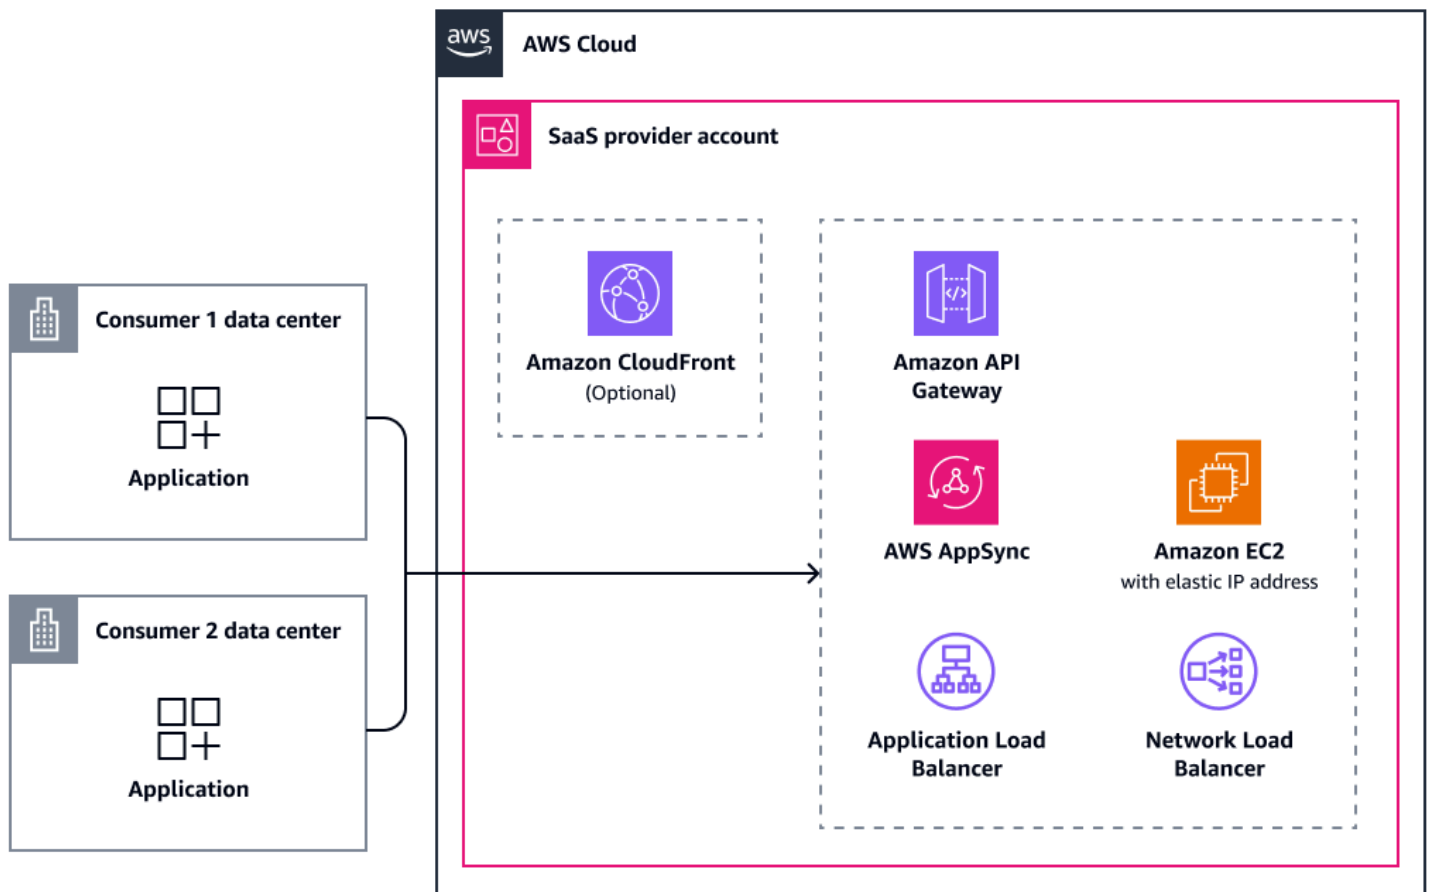 aws
AWS Cloud
SaaS provider account
Amazon CloudFront
(Optional)
Amazon API
Gateway
</>
AWS AppSync
Amazon EC2
with elastic IP address
Application Load
Balancer
Network Load
Balancer
Consumer 1 data center
Application
Consumer 2 data center
Application